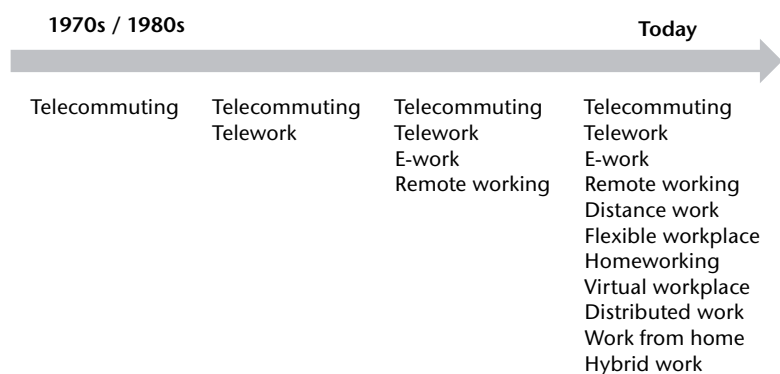 1970s / 1980s
Today
Telecommuting
Telecommuting
Telework
Telecommuting
Telework
E-work
Remote working
Telecommuting
Telework
E-work
Remote working
Distance work
Flexible workplace
Homeworking
Virtual workplace
Distributed work
Work from home
Hybrid work